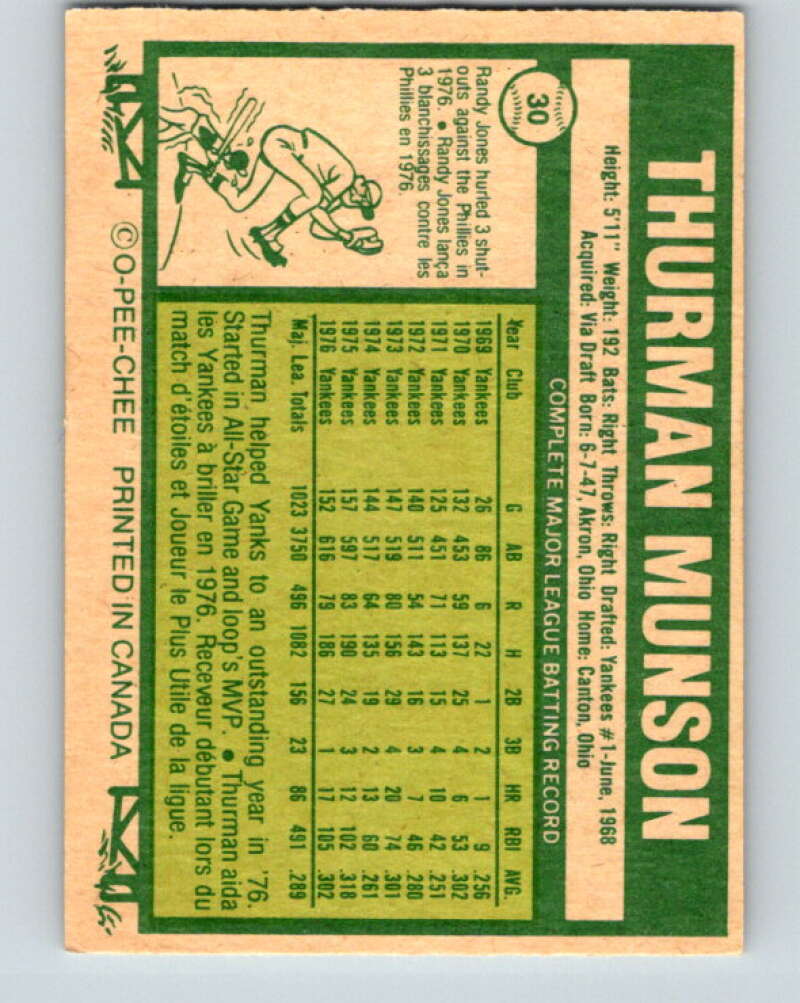 30
THURMAN MUNSON
Height: 5'11" Weight: 192 Bats: Right Throws: Right Drafted: Yankees #1-June, 1968
Acquired: Via Draft Born: 6-7-47, Akron, Ohio Home: Canton, Ohio
COMPLETE MAJOR LEAGUE BATTING RECORD
Year Club G AB R H 2B 3B HR RBI AVG.
1969 Yankees 26 86 6 22 1 2 1 9 .256
1970 Yankees 132 453 59 137 25 4 6 53 .302
1971 Yankees 125 451 71 113 15 4 10 42 .251
1972 Yankees 140 511 54 143 16 3 7 46 .280
1973 Yankees 147 519 80 156 29 4 20 74 .301
1974 Yankees 144 517 64 135 19 2 13 60 .261
1975 Yankees 157 597 83 190 24 3 12 102 .318
1976 Yankees 152 616 79 186 27 1 17 105 .302
Maj. Lea. Totals 1023 3750 496 1082 156 23 86 491 .289
Thurman helped Yanks to an outstanding year in '76.
Started in All-Star Game and loop's MVP. • Thurman aida
les Yankees à briller en 1976. Receveur débutant lors du
match d'étoiles et Joueur le Plus Utile de la ligue.
Randy Jones hurled 3 shut-
outs against the Phillies in
1976. • Randy Jones lança
3 blanchissages contre les
Phillies en 1976.
© O-PEE-CHEE PRINTED IN CANADA